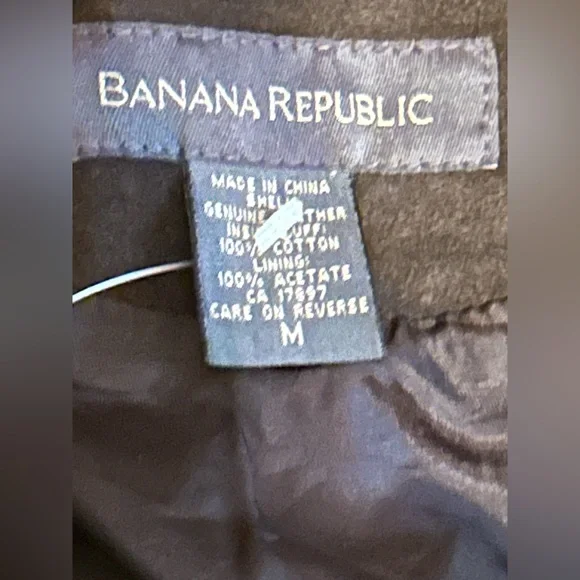 BANANA REPUBLIC
MADE IN CHINA
SHELL:
GENUINE LEATHER
INSIDE CUFF:
100% COTTON
LINING:
100% ACETATE
CA 17897
CARE ON REVERSE
M